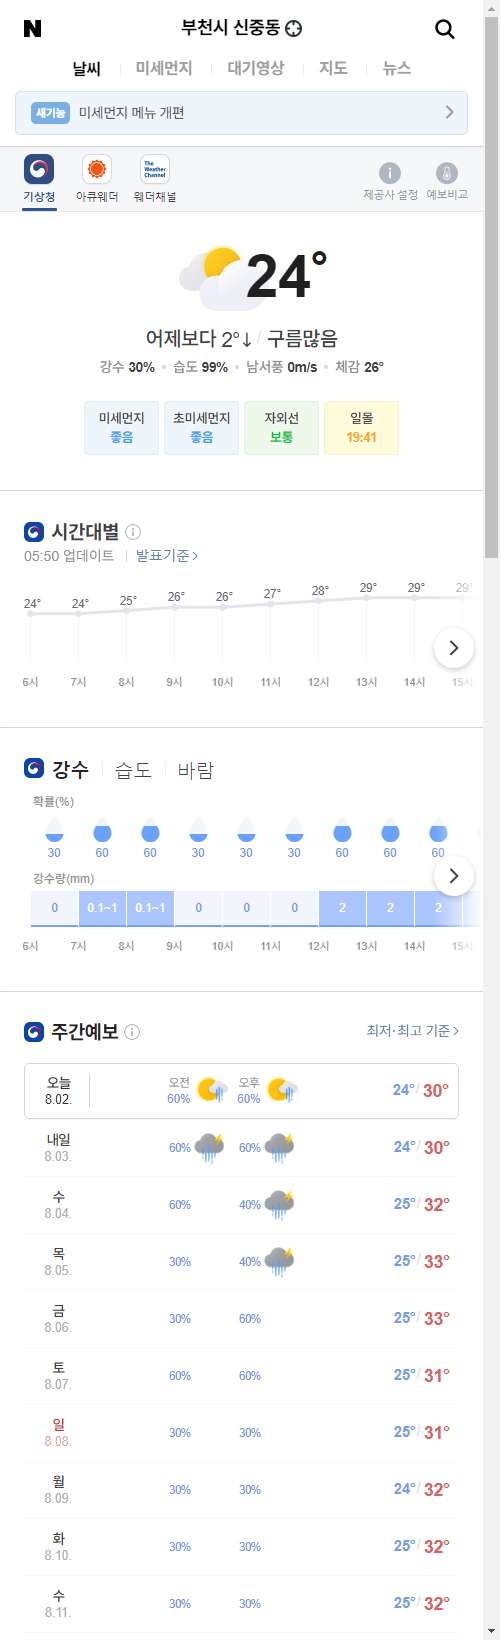 N 부천시 신중동
날씨 미세먼지 대기영상 지도 뉴스
새기능 미세먼지 메뉴 개편
The Weather Channel
기상청 아큐웨더 웨더채널 제공사 설정 예보비교
24°
어제보다 2°↓ / 구름많음
강수 30% • 습도 99% • 남서풍 0m/s • 체감 26°
미세먼지 초미세먼지 자외선 일몰
좋음 좋음 보통 19:41
시간대별
05:50 업데이트 발표기준 >
24° 24° 25° 26° 26° 27° 28° 29° 29° 29°
6시 7시 8시 9시 10시 11시 12시 13시 14시 15시
강수 습도 바람
확률(%)
30 60 60 30 30 30 60 60 60
강수량(mm)
0 0.1~1 0.1~1 0 0 0 2 2 2
6시 7시 8시 9시 10시 11시 12시 13시 14시 15시
주간예보 최저·최고 기준 >
오늘 8.02. 오전 60% 오후 60% 24° / 30°
내일 8.03. 60% 60% 24° / 30°
수 8.04. 60% 40% 25° / 32°
목 8.05. 30% 40% 25° / 33°
금 8.06. 30% 60% 25° / 33°
토 8.07. 60% 60% 25° / 31°
일 8.08. 30% 30% 25° / 31°
월 8.09. 30% 30% 24° / 32°
화 8.10. 30% 30% 25° / 32°
수 8.11. 30% 30% 25° / 32°